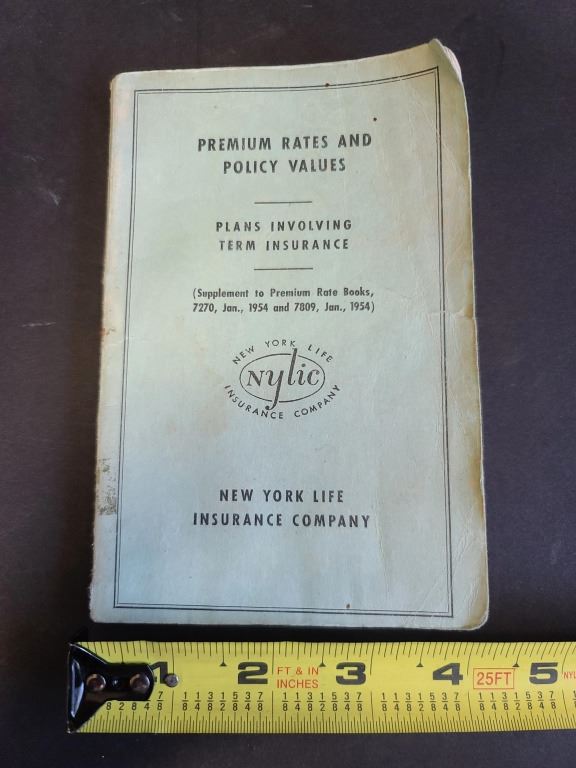 PREMIUM RATES AND
POLICY VALUES
PLANS INVOLVING
TERM INSURANCE
(Supplement to Premium Rate Books,
7270, Jan., 1954 and 7809, Jan., 1954)
NEW YORK LIFE
Nylic
INSURANCE COMPANY
NEW YORK LIFE
INSURANCE COMPANY
1 2 FT & IN INCHES 3 4 25FT 5 NYL